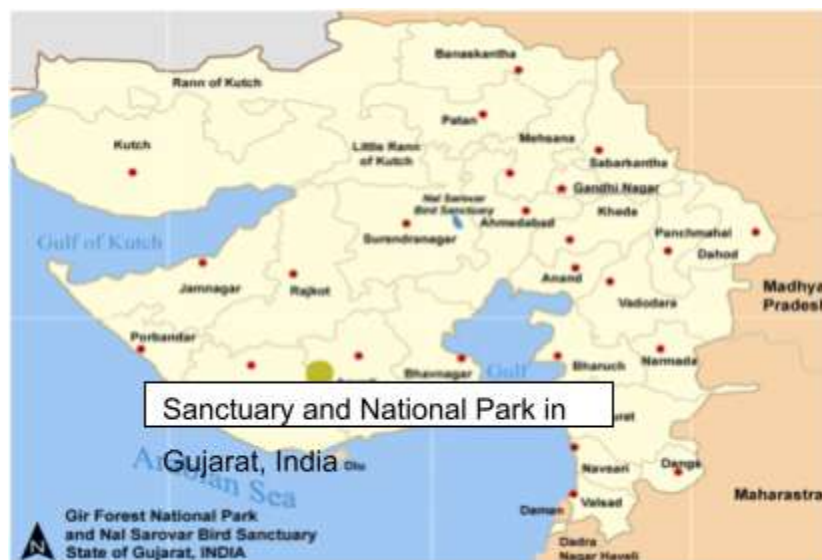 Banaskantha
Rann of Kutch
Patan
Mehsana
Kutch
Little Rann
of Kutch
Sabarkantha
Gandhi Nagar
Nal Sarovar
Bird Sanctuary
Ahmedabad
Kheda
Gulf of Kutch
Surendranagar
Panchmahal
Dahod
Anand
Jamnagar
Rajkot
Vadodara
Madhya
Pradesh
Porbandar
Bhavnagar
Gulf
Bharuch
Narmada
Sanctuary and National Park in
Gujarat, India
Diu
Sea
Navsari
Dangs
Daman
Valsad
Maharastra
Gir Forest National Park
and Nal Sarovar Bird Sanctuary
State of Gujarat, INDIA
N
Dadra
Nagar Haveli